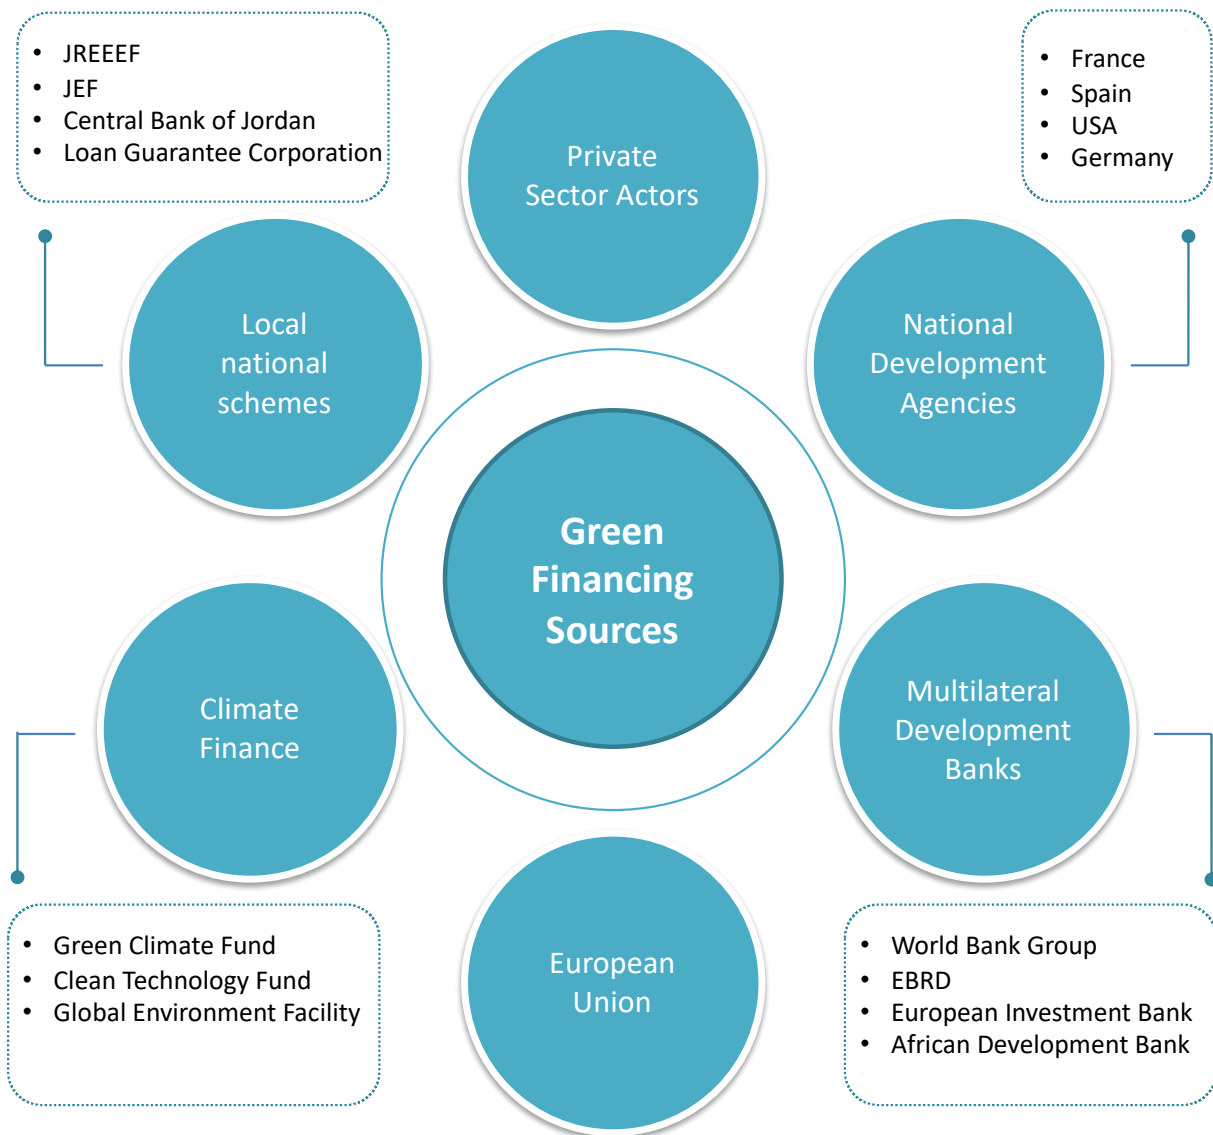 • JREEEF
• JEF
• Central Bank of Jordan
• Loan Guarantee Corporation
Private
Sector Actors
• France
• Spain
• USA
• Germany
Local
national
schemes
National
Development
Agencies
Green
Financing
Sources
Climate
Finance
Multilateral
Development
Banks
• Green Climate Fund
• Clean Technology Fund
• Global Environment Facility
European
Union
• World Bank Group
• EBRD
• European Investment Bank
• African Development Bank